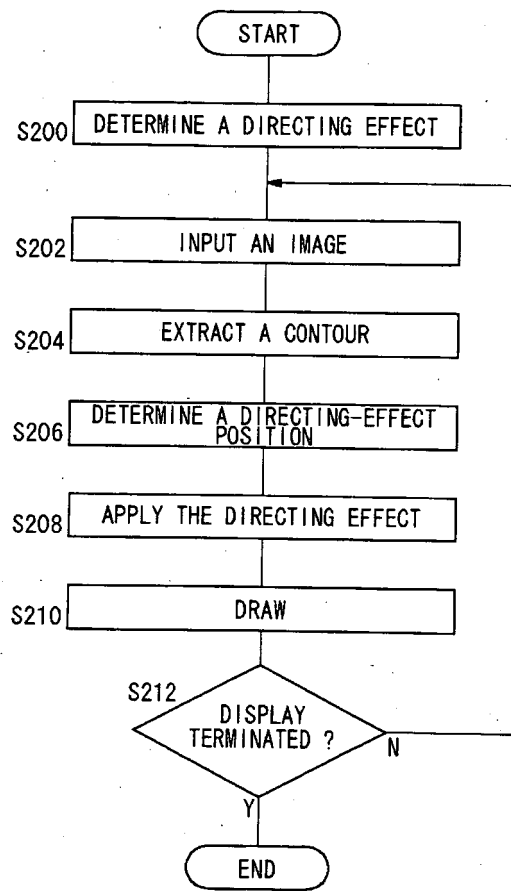 START
S200
DETERMINE A DIRECTING EFFECT
S202
INPUT AN IMAGE
S204
EXTRACT A CONTOUR
S206
DETERMINE A DIRECTING-EFFECT
POSITION
S208
APPLY THE DIRECTING EFFECT
S210
DRAW
S212
DISPLAY
TERMINATED ?
N
Y
END